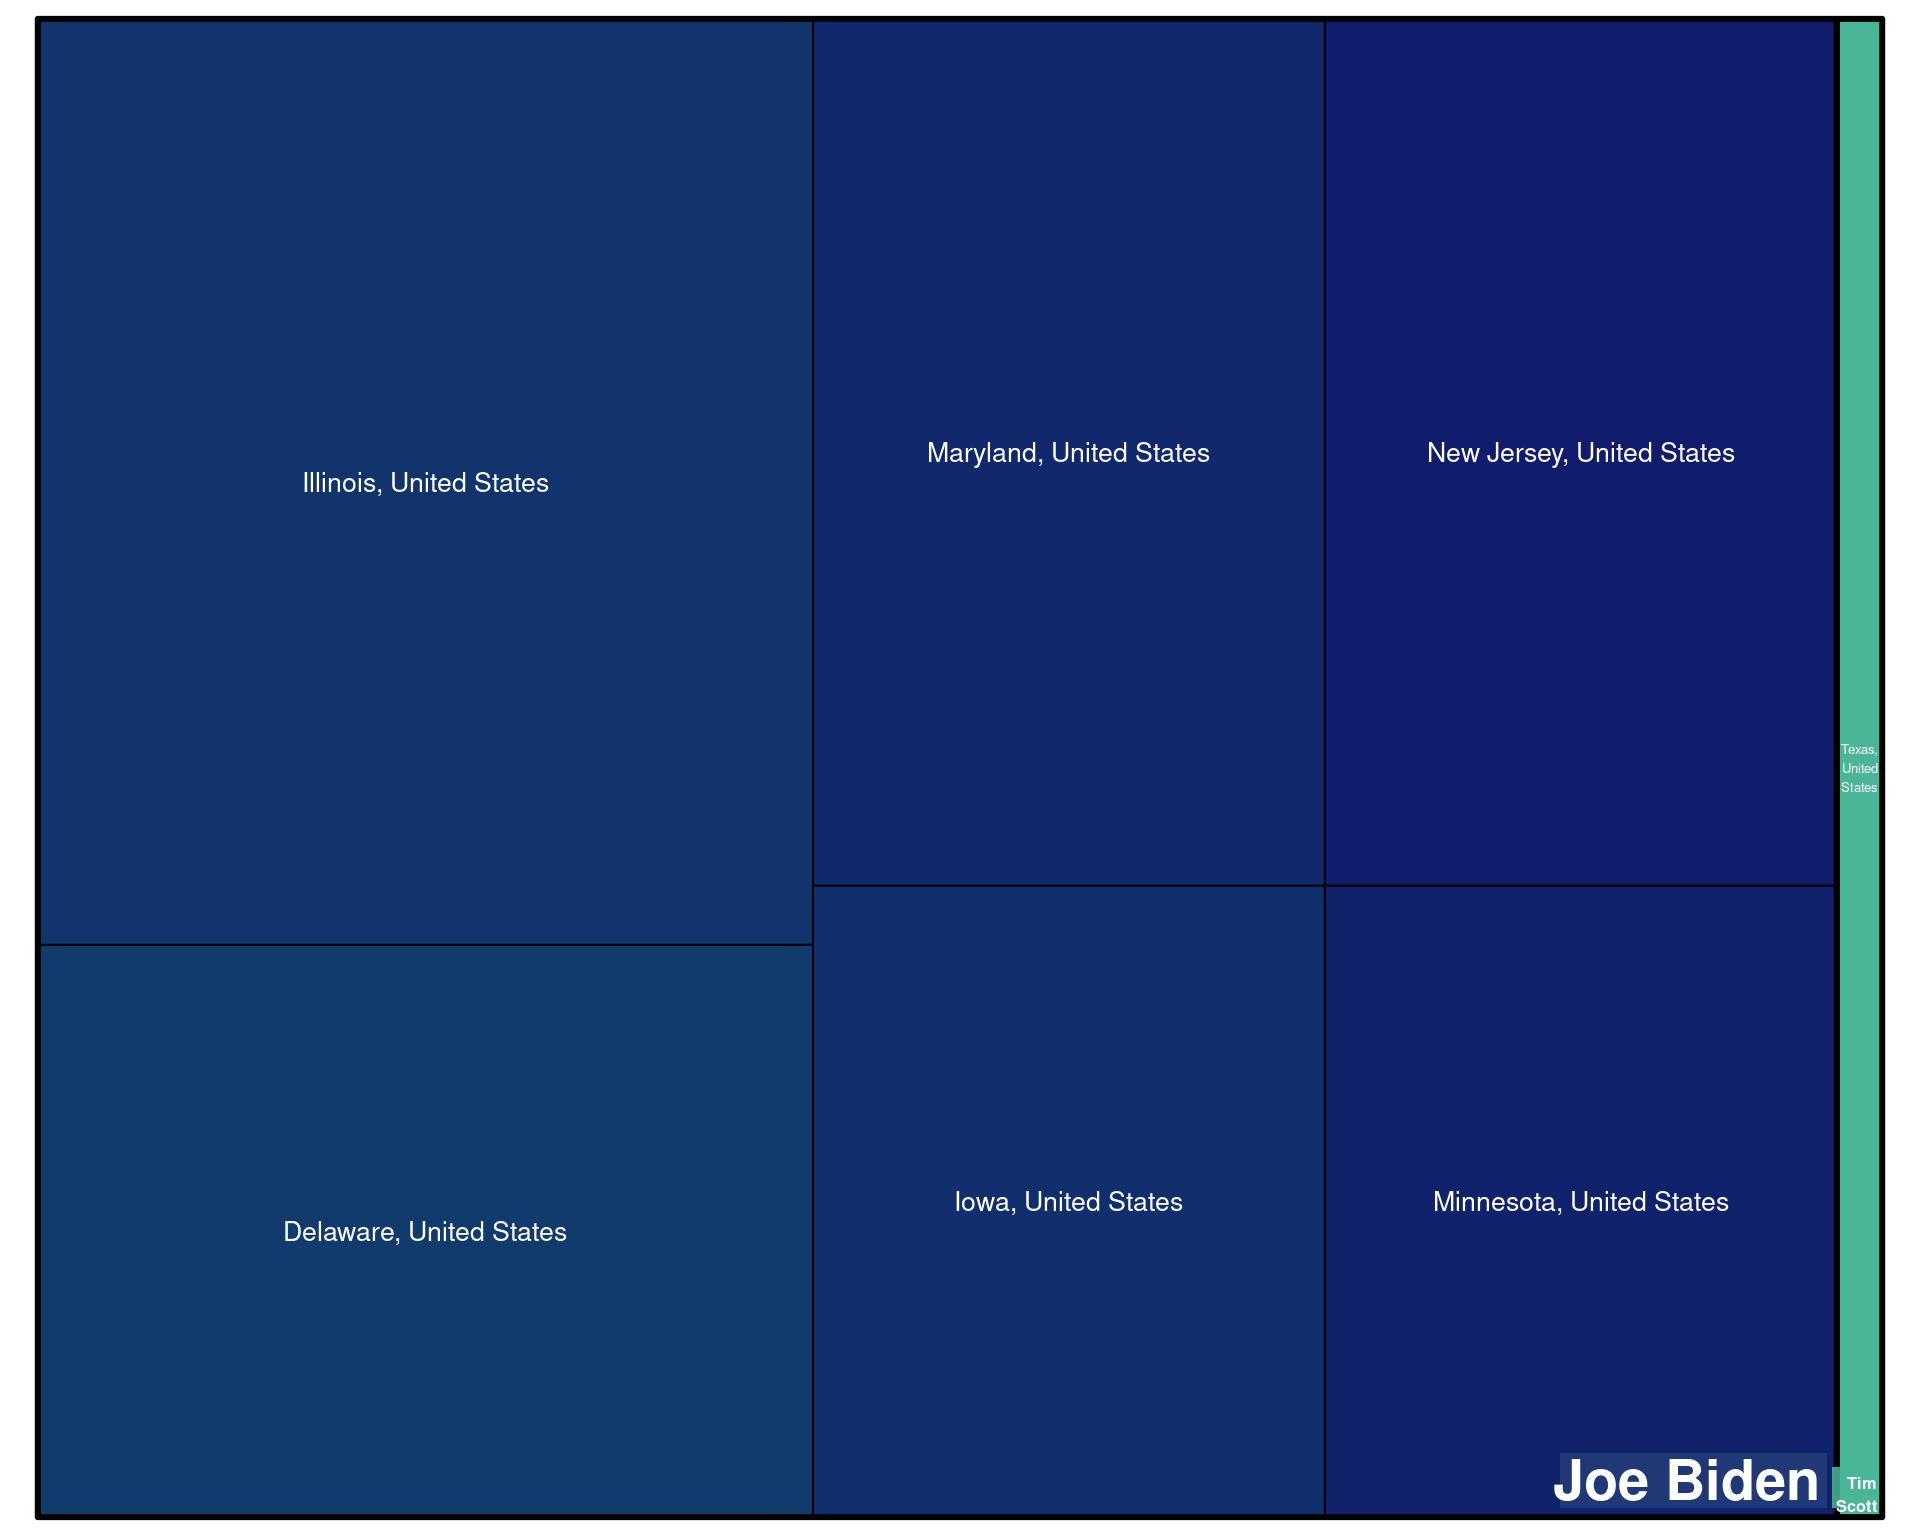 Illinois, United States
Maryland, United States
New Jersey, United States
Texas,
United
States
Delaware, United States
Iowa, United States
Minnesota, United States
Joe Biden
Tim
Scott